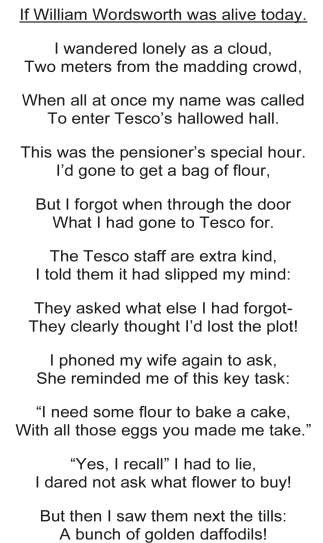 If William Wordsworth was alive today.
I wandered lonely as a cloud,
Two meters from the madding crowd,
When all at once my name was called
To enter Tesco's hallowed hall.
This was the pensioner's special hour.
I'd gone to get a bag of flour,
But I forgot when through the door
What I had gone to Tesco for.
The Tesco staff are extra kind,
I told them it had slipped my mind:
They asked what else I had forgot-
They clearly thought I'd lost the plot!
I phoned my wife again to ask,
She reminded me of this key task:
“I need some flour to bake a cake,
With all those eggs you made me take.”
“Yes, I recall” I had to lie,
I dared not ask what flower to buy!
But then I saw them next the tills:
A bunch of golden daffodils!